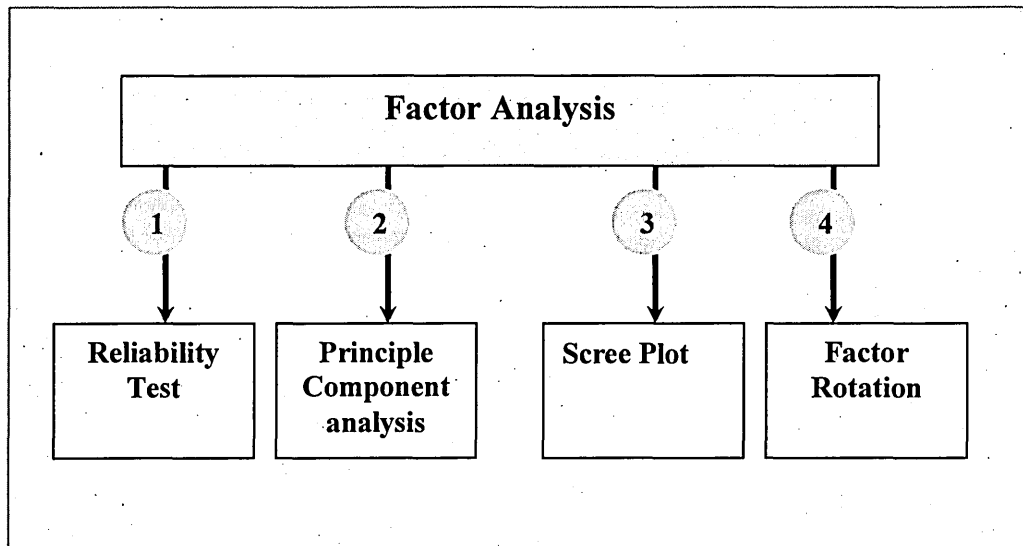 Factor Analysis
1
2
3
4
Reliability
Test
Principle
Component
analysis
Scree Plot
Factor
Rotation